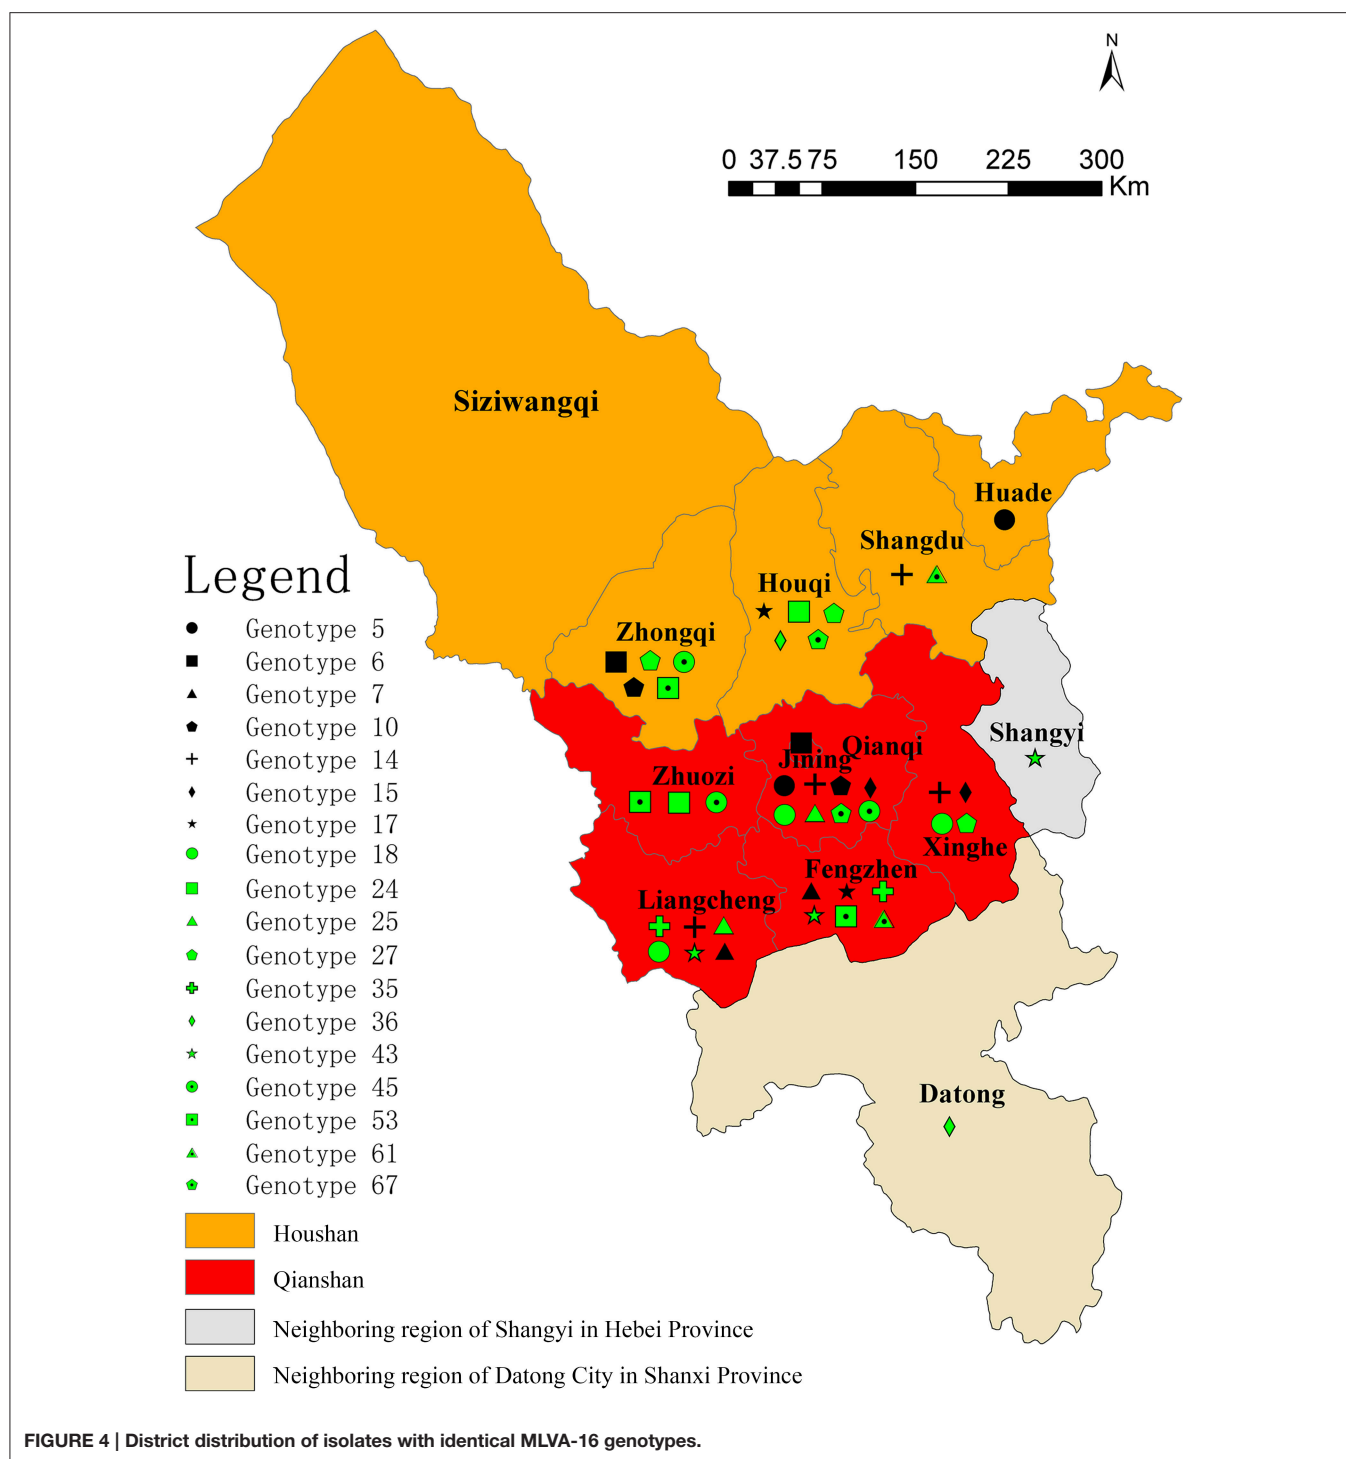 N
0 37.5 75 150 225 300
Km
Siziwangqi
Huade
Shangdu
Houqi
Zhongqi
Shangyi
Qianqi
Jining
Zhuozi
Xinghe
Fengzhen
Liangcheng
Datong
Legend
Genotype 5
Genotype 6
Genotype 7
Genotype 10
Genotype 14
Genotype 15
Genotype 17
Genotype 18
Genotype 24
Genotype 25
Genotype 27
Genotype 35
Genotype 36
Genotype 43
Genotype 45
Genotype 53
Genotype 61
Genotype 67
Houshan
Qianshan
Neighboring region of Shangyi in Hebei Province
Neighboring region of Datong City in Shanxi Province
FIGURE 4 | District distribution of isolates with identical MLVA-16 genotypes.